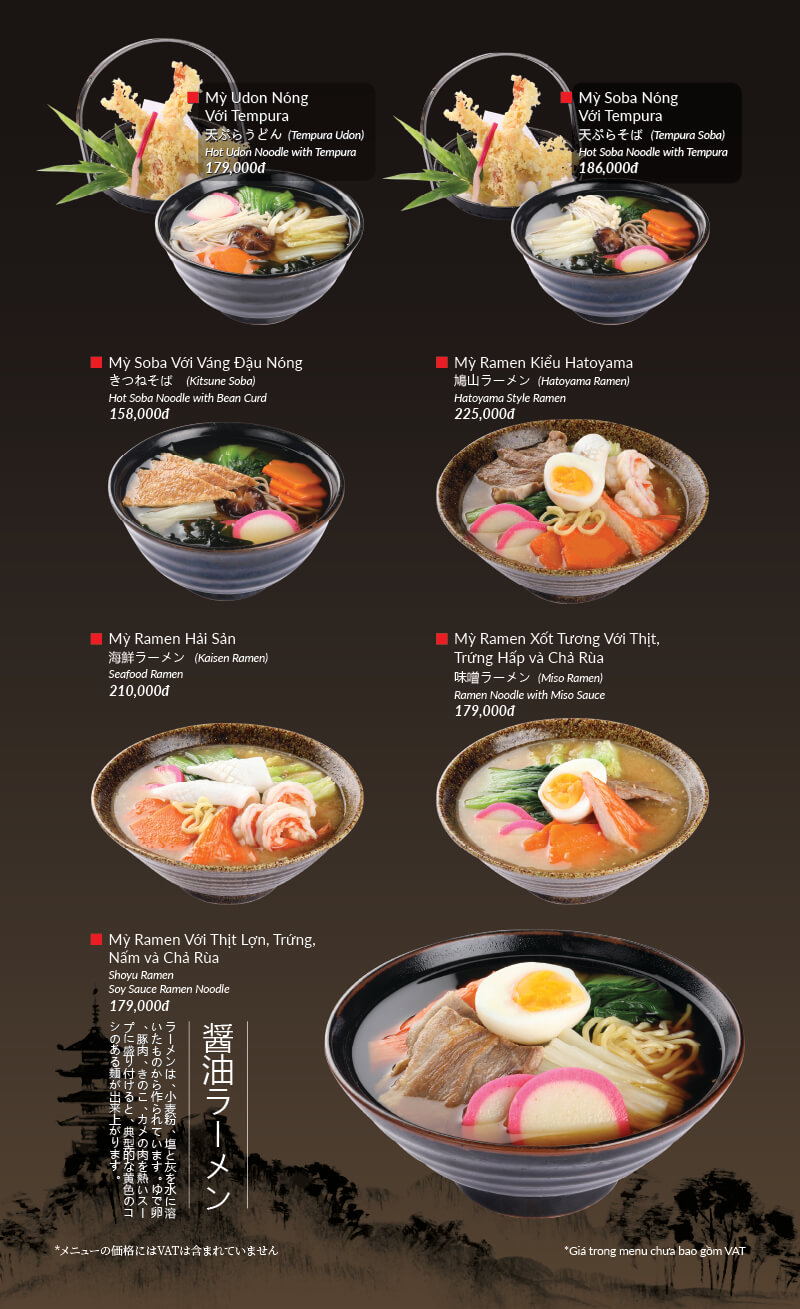 Mỳ Udon Nóng
Với Tempura
天ぷらうどん (Tempura Udon)
Hot Udon Noodle with Tempura
179,000đ
Mỳ Soba Nóng
Với Tempura
天ぷらそば (Tempura Soba)
Hot Soba Noodle with Tempura
186,000đ
Mỳ Soba Với Váng Đậu Nóng
きつねそば (Kitsune Soba)
Hot Soba Noodle with Bean Curd
158,000đ
Mỳ Ramen Kiểu Hatoyama
鳩山ラーメン (Hatoyama Ramen)
Hatoyama Style Ramen
225,000đ
Mỳ Ramen Hải Sản
海鮮ラーメン (Kaisen Ramen)
Seafood Ramen
210,000đ
Mỳ Ramen Xốt Tương Với Thịt,
Trứng Hấp và Chả Rùa
味噌ラーメン (Miso Ramen)
Ramen Noodle with Miso Sauce
179,000đ
Mỳ Ramen Với Thịt Lợn, Trứng,
Nấm và Chả Rùa
Shoyu Ramen
Soy Sauce Ramen Noodle
179,000đ
醤油ラーメン
ラーメンは、小麦粉、塩と灰を水に溶
いたものから作られています。ゆで卵
、豚肉、きのこ、カメの肉を熱いスー
プに盛り付けると、典型的な黄色のコ
シのある麺が出来上がります。
*メニューの価格にはVATは含まれていません
*Giá trong menu chưa bao gồm VAT